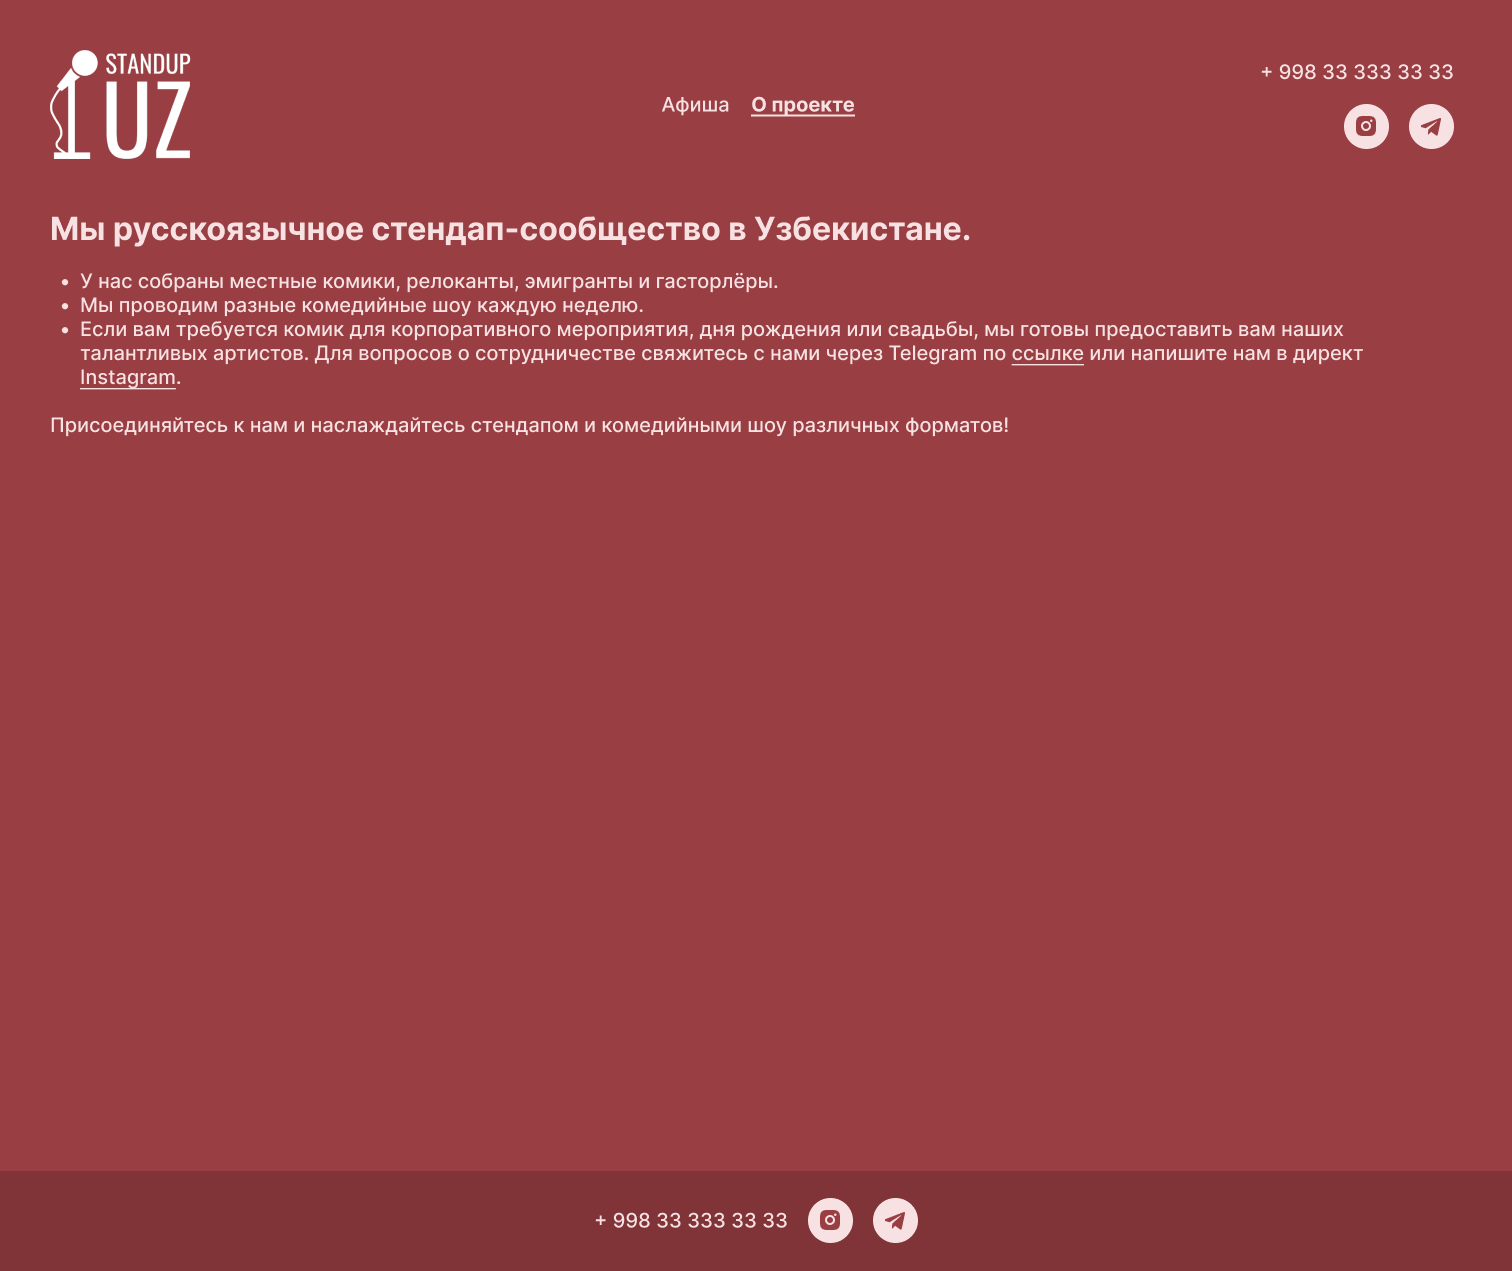 STANDUP
UZ
Афиша О проекте
+ 998 33 333 33 33
Мы русскоязычное стендап-сообщество в Узбекистане.
• У нас собраны местные комики, релоканты, эмигранты и гасторлёры.
• Мы проводим разные комедийные шоу каждую неделю.
• Если вам требуется комик для корпоративного мероприятия, дня рождения или свадьбы, мы готовы предоставить вам наших
талантливых артистов. Для вопросов о сотрудничестве свяжитесь с нами через Telegram по ссылке или напишите нам в директ
Instagram.
Присоединяйтесь к нам и наслаждайтесь стендапом и комедийными шоу различных форматов!
+ 998 33 333 33 33